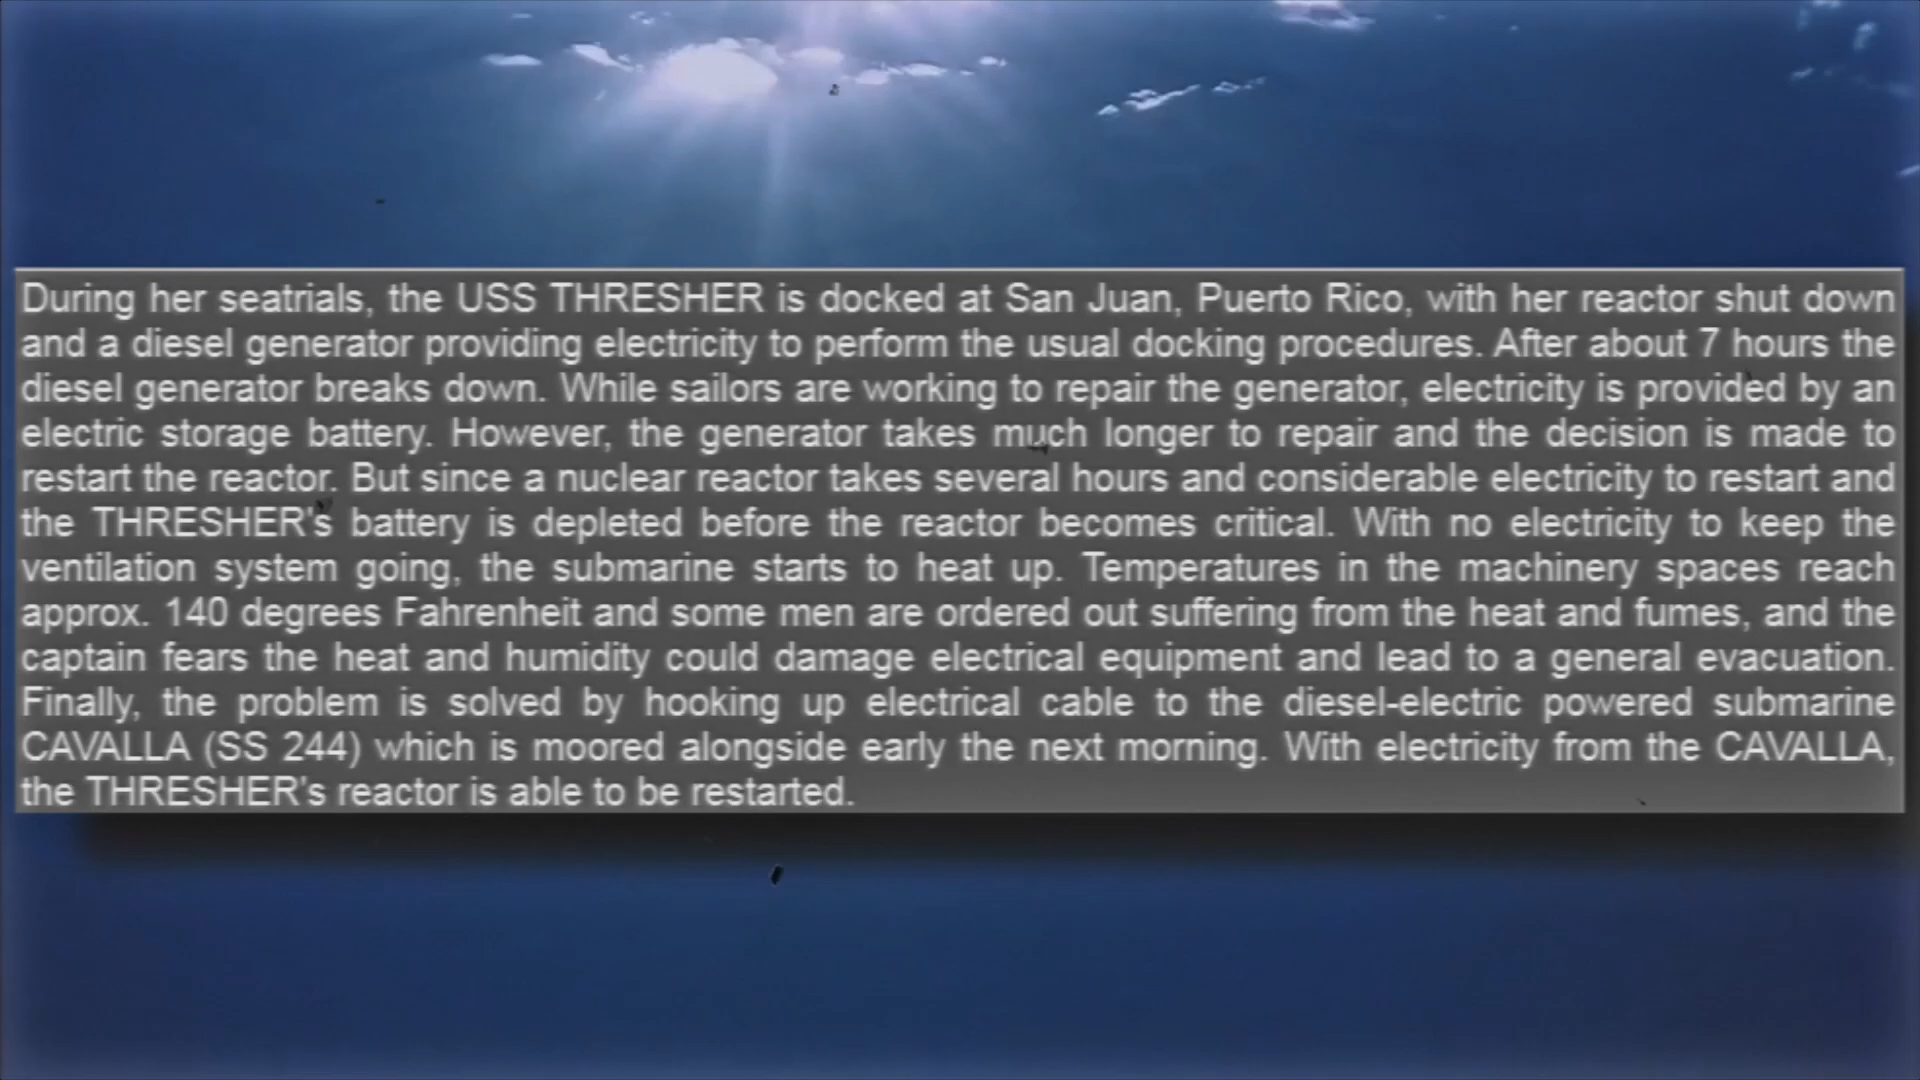 During her seatrials, the USS THRESHER is docked at San Juan, Puerto Rico, with her reactor shut down
and a diesel generator providing electricity to perform the usual docking procedures. After about 7 hours the
diesel generator breaks down. While sailors are working to repair the generator, electricity is provided by an
electric storage battery. However, the generator takes much longer to repair and the decision is made to
restart the reactor. But since a nuclear reactor takes several hours and considerable electricity to restart and
the THRESHER's battery is depleted before the reactor becomes critical. With no electricity to keep the
ventilation system going, the submarine starts to heat up. Temperatures in the machinery spaces reach
approx. 140 degrees Fahrenheit and some men are ordered out suffering from the heat and fumes, and the
captain fears the heat and humidity could damage electrical equipment and lead to a general evacuation.
Finally, the problem is solved by hooking up electrical cable to the diesel-electric powered submarine
CAVALLA (SS 244) which is moored alongside early the next morning. With electricity from the CAVALLA,
the THRESHER's reactor is able to be restarted.